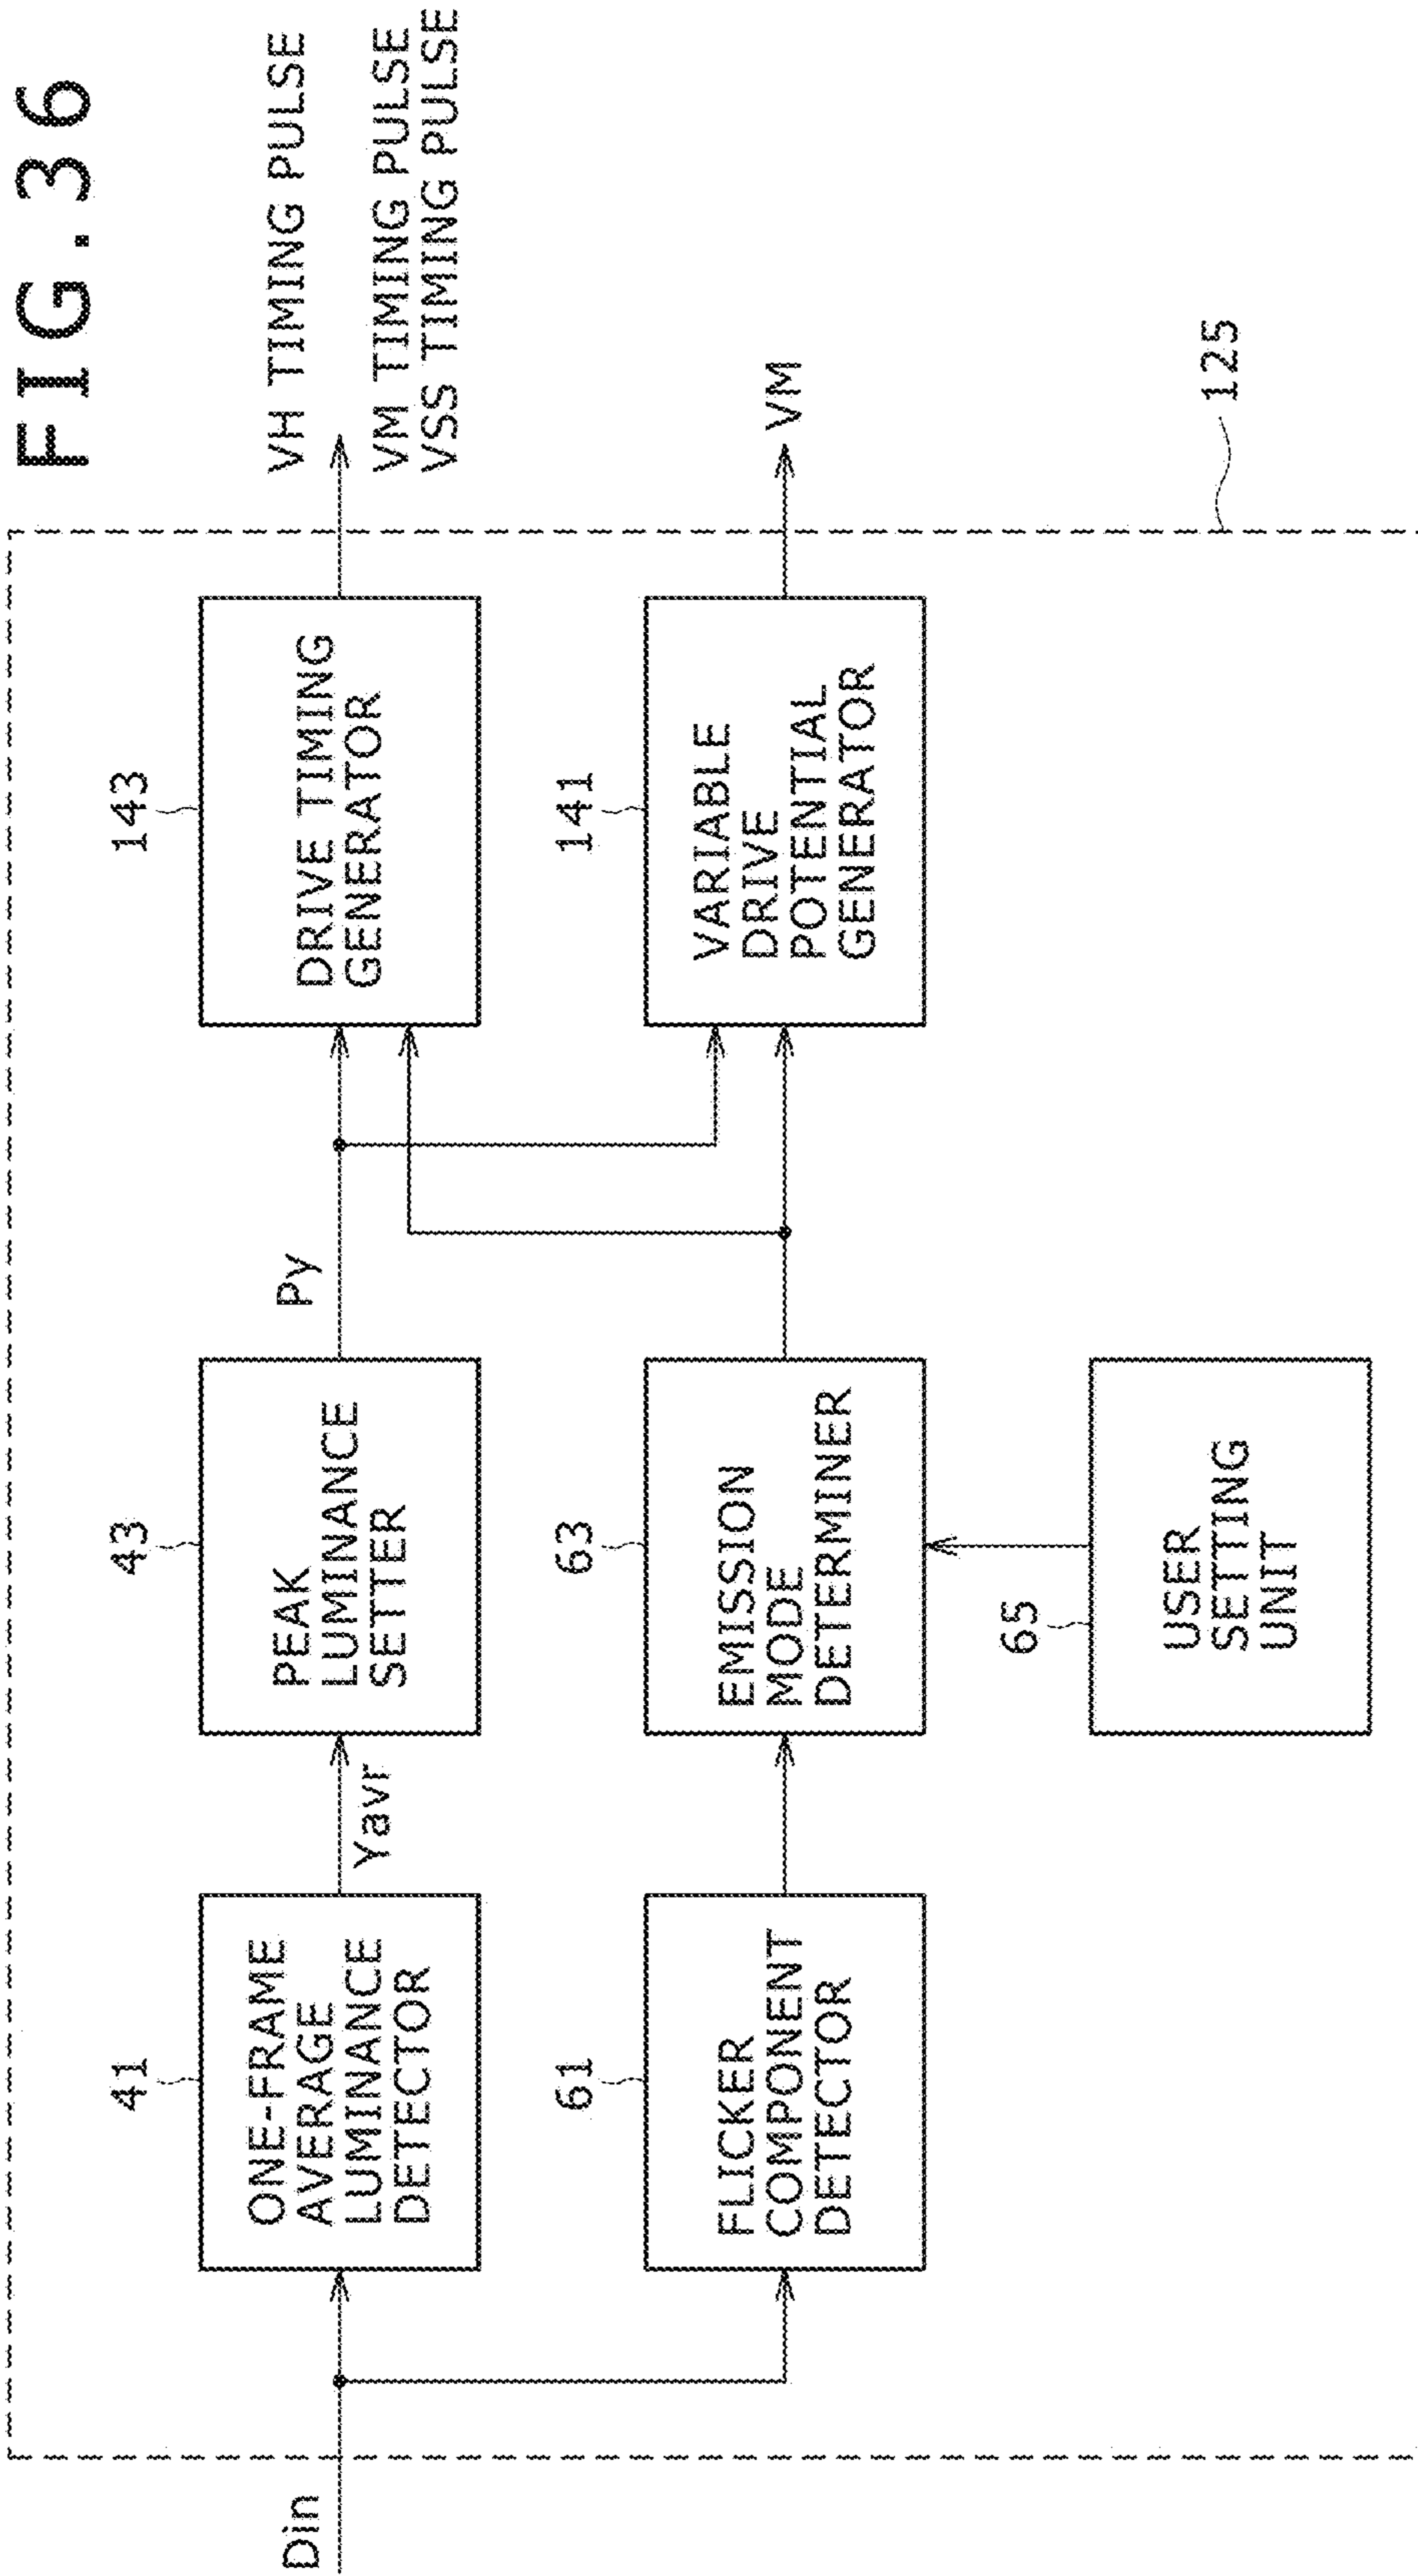 FIG.36
125
Din
41
ONE-FRAME
AVERAGE
LUMINANCE
DETECTOR
Yavr
43
PEAK
LUMINANCE
SETTER
Py
143
DRIVE TIMING
GENERATOR
VH TIMING PULSE
VM TIMING PULSE
VSS TIMING PULSE
61
FLICKER
COMPONENT
DETECTOR
63
EMISSION
MODE
DETERMINER
141
VARIABLE
DRIVE
POTENTIAL
GENERATOR
VM
65
USER
SETTING
UNIT